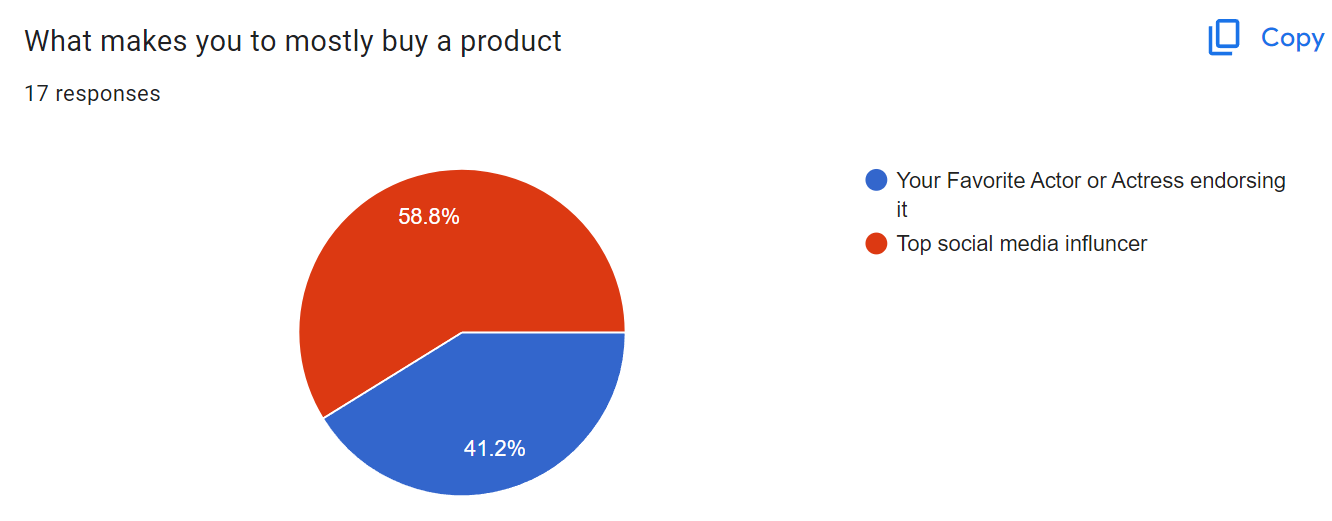 What makes you to mostly buy a product
Copy
17 responses
58.8%
41.2%
Your Favorite Actor or Actress endorsing
it
Top social media influncer